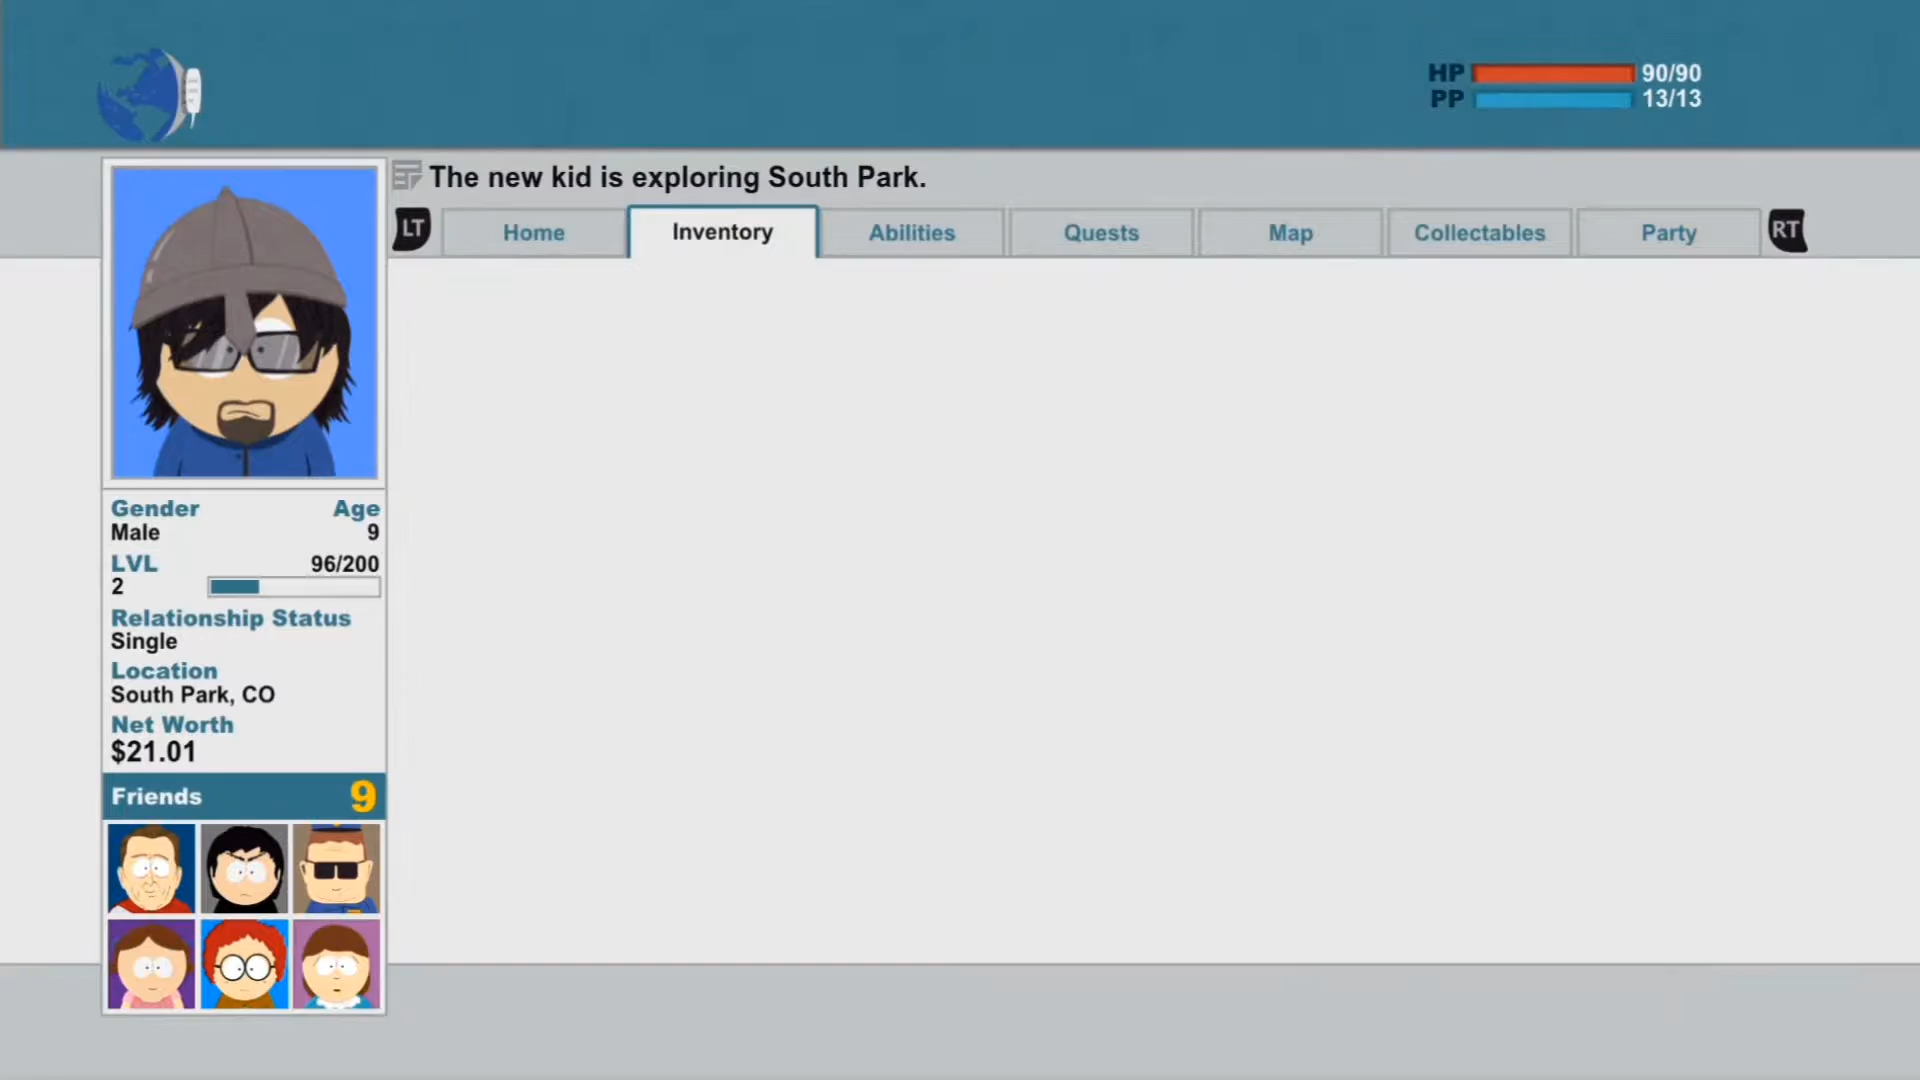 HP 90/90
PP 13/13
The new kid is exploring South Park.
LT Home Inventory Abilities Quests Map Collectables Party RT
Gender Age
Male 9
LVL 96/200
2
Relationship Status
Single
Location
South Park, CO
Net Worth
$21.01
Friends 9